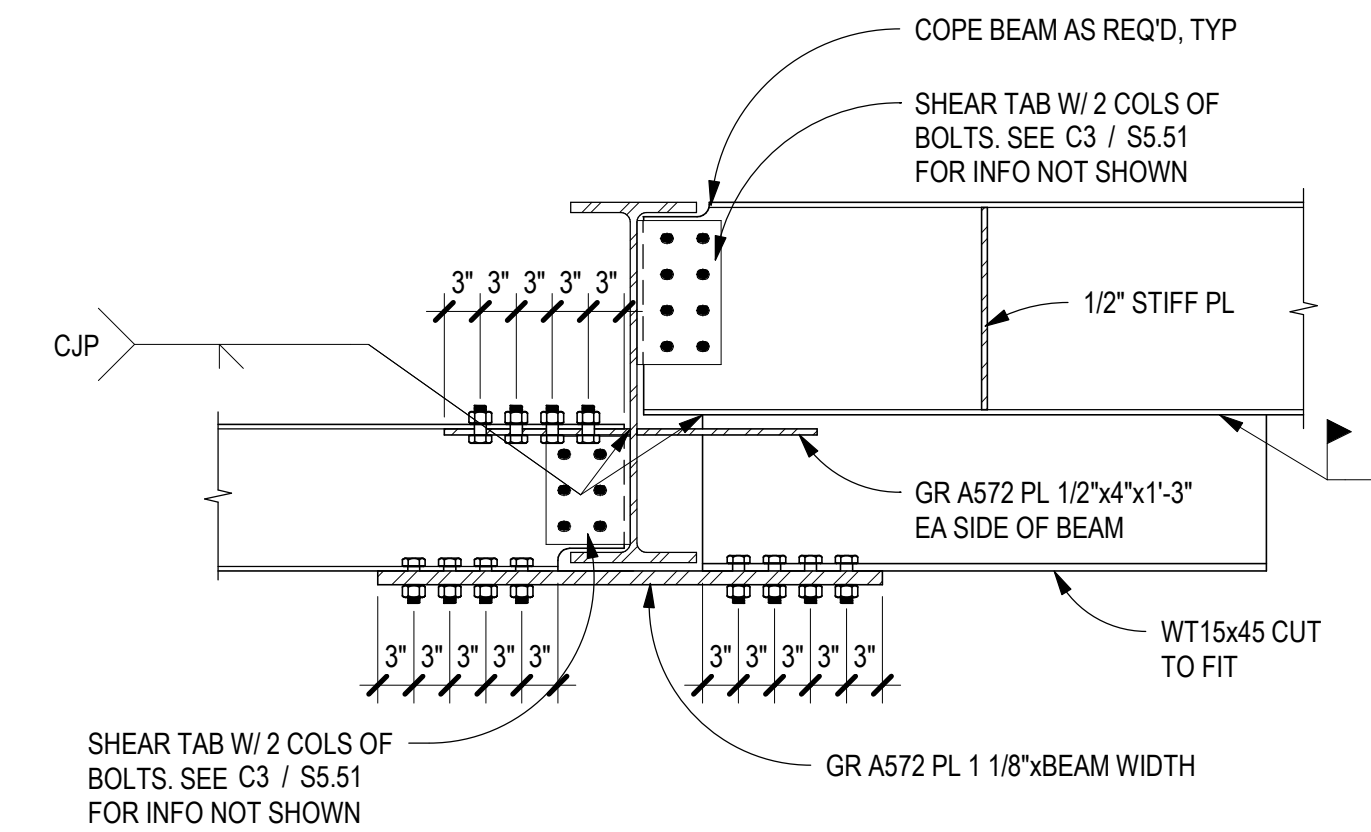 COPE BEAM AS REQ'D, TYP
SHEAR TAB W/ 2 COLS OF
BOLTS. SEE C3 / S5.51
FOR INFO NOT SHOWN
3" 3" 3" 3" 3"
1/2" STIFF PL
CJP
GR A572 PL 1/2"x4"x1'-3"
EA SIDE OF BEAM
WT15x45 CUT
TO FIT
3" 3" 3" 3" 3"
3" 3" 3" 3" 3"
SHEAR TAB W/ 2 COLS OF
BOLTS. SEE C3 / S5.51
FOR INFO NOT SHOWN
GR A572 PL 1 1/8"xBEAM WIDTH